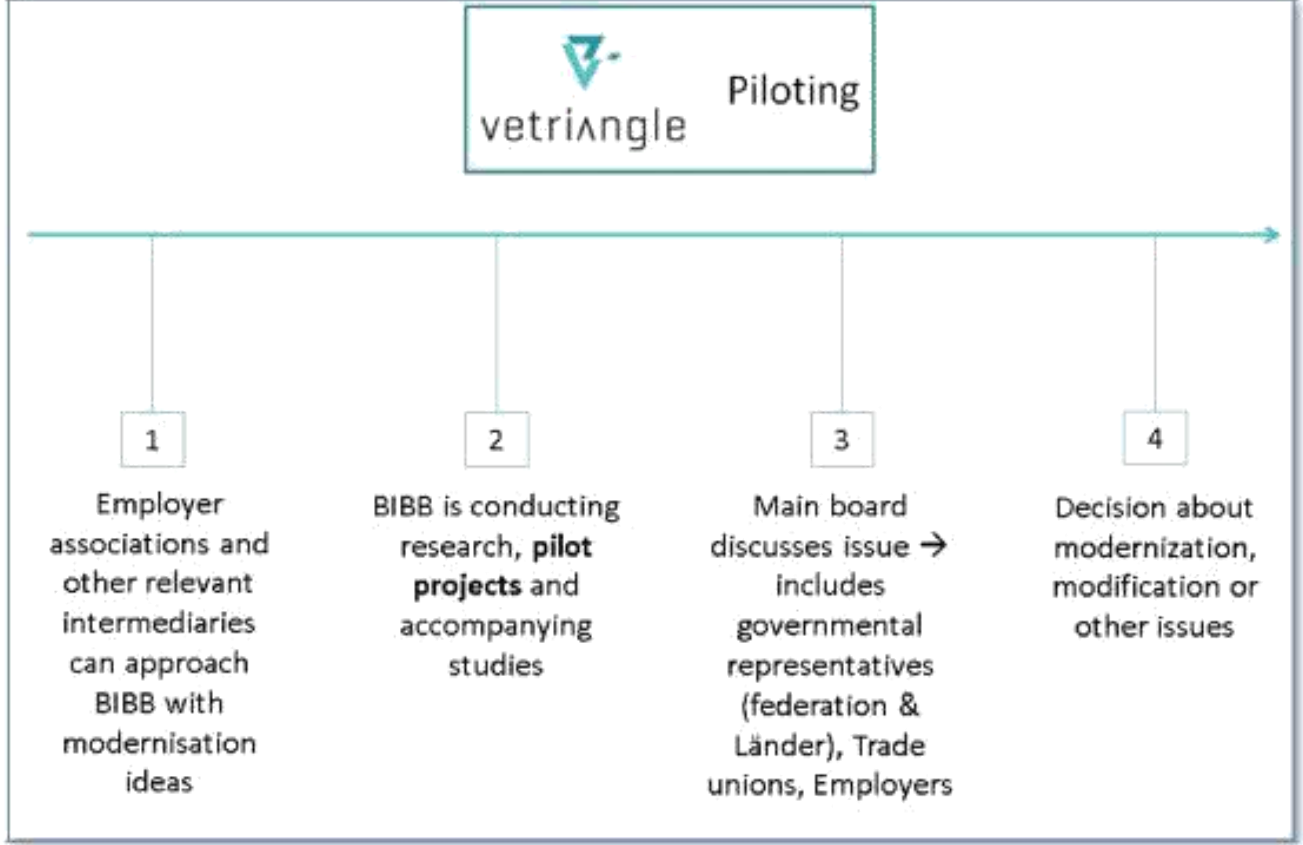 vetriʌngle
Piloting
1
Employer
associations and
other relevant
intermediaries
can approach
BIBB with
modernisation
ideas
2
BIBB is conducting
research, pilot
projects and
accompanying
studies
3
Main board
discusses issue →
includes
governmental
representatives
(federation &
Länder), Trade
unions, Employers
4
Decision about
modernization,
modification or
other issues